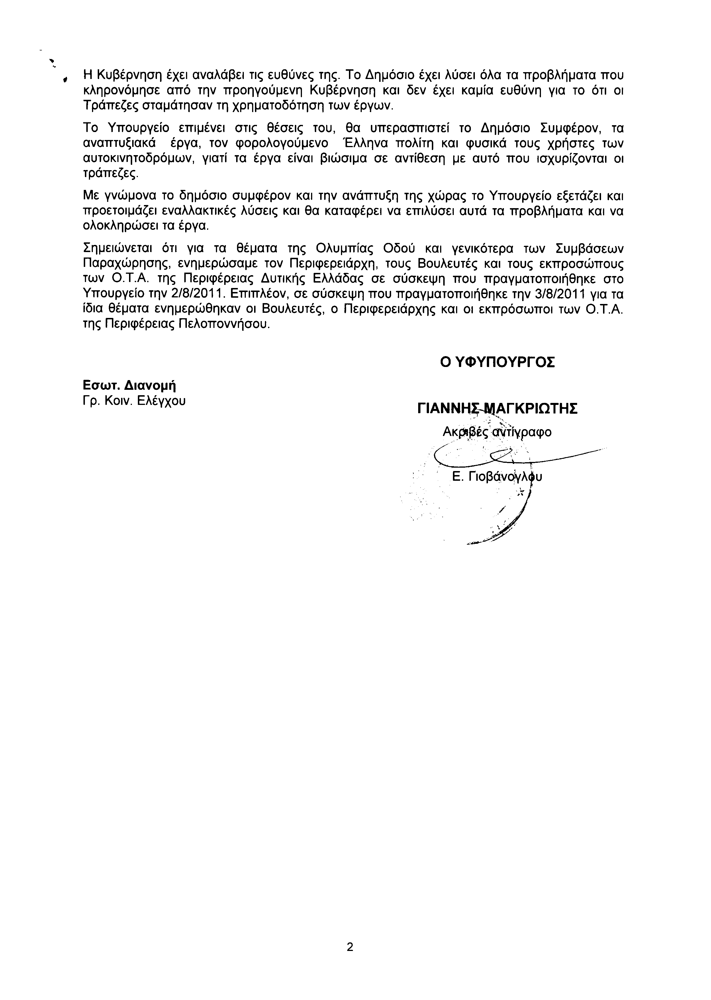 Η Κυβέρνηση έχει αναλάβει τις ευθύνες της. Το Δημόσιο έχει λύσει όλα τα προβλήματα που
κληρονόμησε από την προηγούμενη Κυβέρνηση και δεν έχει καμία ευθύνη για το ότι οι
Τράπεζες σταμάτησαν τη χρηματοδότηση των έργων.
Το Υπουργείο επιμένει στις θέσεις του, θα υπερασπιστεί το Δημόσιο Συμφέρον, τα
αναπτυξιακά έργα, τον φορολογούμενο Έλληνα πολίτη και φυσικά τους χρήστες των
αυτοκινητοδρόμων, γιατί τα έργα είναι βιώσιμα σε αντίθεση με αυτό που ισχυρίζονται οι
τράπεζες.
Με γνώμονα το δημόσιο συμφέρον και την ανάπτυξη της χώρας το Υπουργείο εξετάζει και
προετοιμάζει εναλλακτικές λύσεις και θα καταφέρει να επιλύσει αυτά τα προβλήματα και να
ολοκληρώσει τα έργα.
Σημειώνεται ότι για τα θέματα της Ολυμπίας Οδού και γενικότερα των Συμβάσεων
Παραχώρησης, ενημερώσαμε τον Περιφερειάρχη, τους Βουλευτές και τους εκπροσώπους
των Ο.Τ.Α. της Περιφέρειας Δυτικής Ελλάδας σε σύσκεψη που πραγματοποιήθηκε στο
Υπουργείο την 2/8/2011. Επιπλέον, σε σύσκεψη που πραγματοποιήθηκε την 3/8/2011 για τα
ίδια θέματα ενημερώθηκαν οι Βουλευτές, ο Περιφερειάρχης και οι εκπρόσωποι των Ο.Τ.Α.
της Περιφέρειας Πελοποννήσου.
Ο ΥΦΥΠΟΥΡΓΟΣ
Εσωτ. Διανομή
Γρ. Κοιν. Ελέγχου
ΓΙΑΝΝΗΣ ΜΑΓΚΡΙΩΤΗΣ
Ακριβές αντίγραφο
Ε. Γιοβάνογλου
2